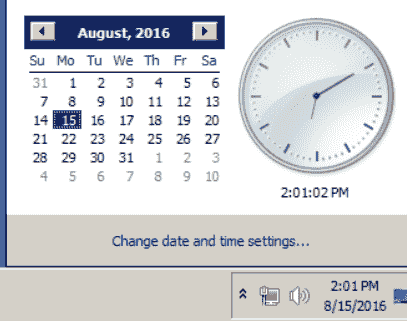 August, 2016
Su Mo Tu We Th Fr Sa
31 1 2 3 4 5 6
7 8 9 10 11 12 13
14 15 16 17 18 19 20
21 22 23 24 25 26 27
28 29 30 31 1 2 3
4 5 6 7 8 9 10
2:01:02 PM
Change date and time settings...
2:01 PM
8/15/2016